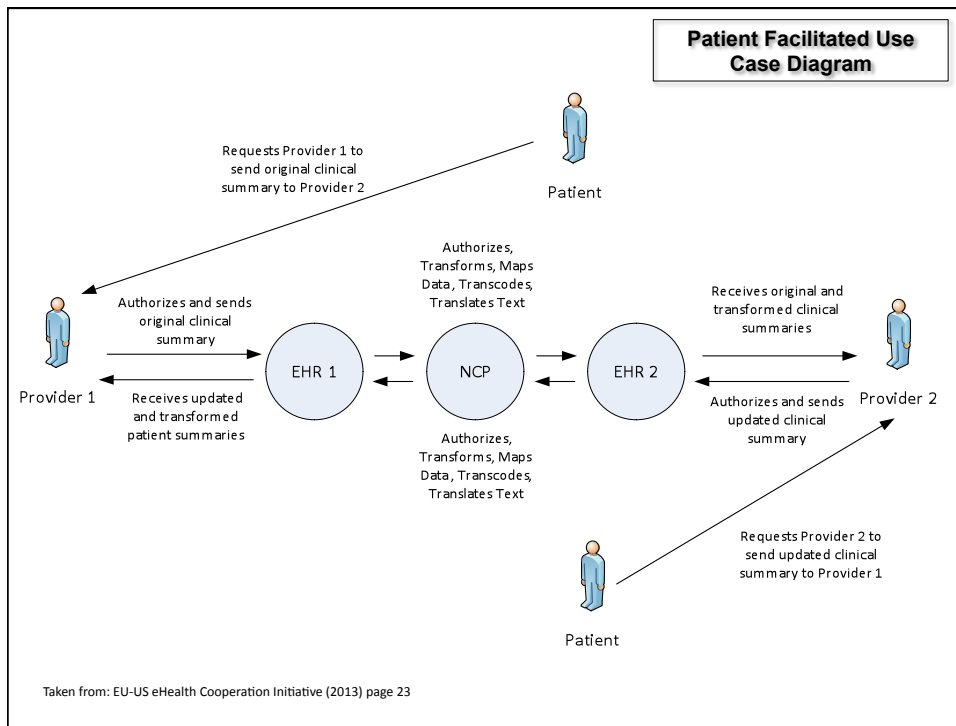 Patient Facilitated Use
Case Diagram
Requests Provider 1 to
send original clinical
summary to Provider 2
Patient
Authorizes,
Transforms, Maps
Data, Transcodes,
Translates Text
Authorizes and sends
original clinical
summary
Receives original and
transformed clinical
summaries
EHR 1
NCP
EHR 2
Provider 1
Receives updated
and transformed
patient summaries
Authorizes and sends
updated clinical
summary
Provider 2
Authorizes,
Transforms, Maps
Data, Transcodes,
Translates Text
Requests Provider 2 to
send updated clinical
summary to Provider 1
Patient
Taken from: EU-US eHealth Cooperation Initiative (2013) page 23